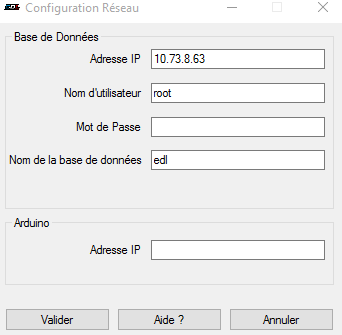 Configuration Réseau
Base de Données
Adresse IP 10.73.8.63
Nom d'utilisateur root
Mot de Passe
Nom de la base de données edl
Arduino
Adresse IP
Valider Aide ? Annuler